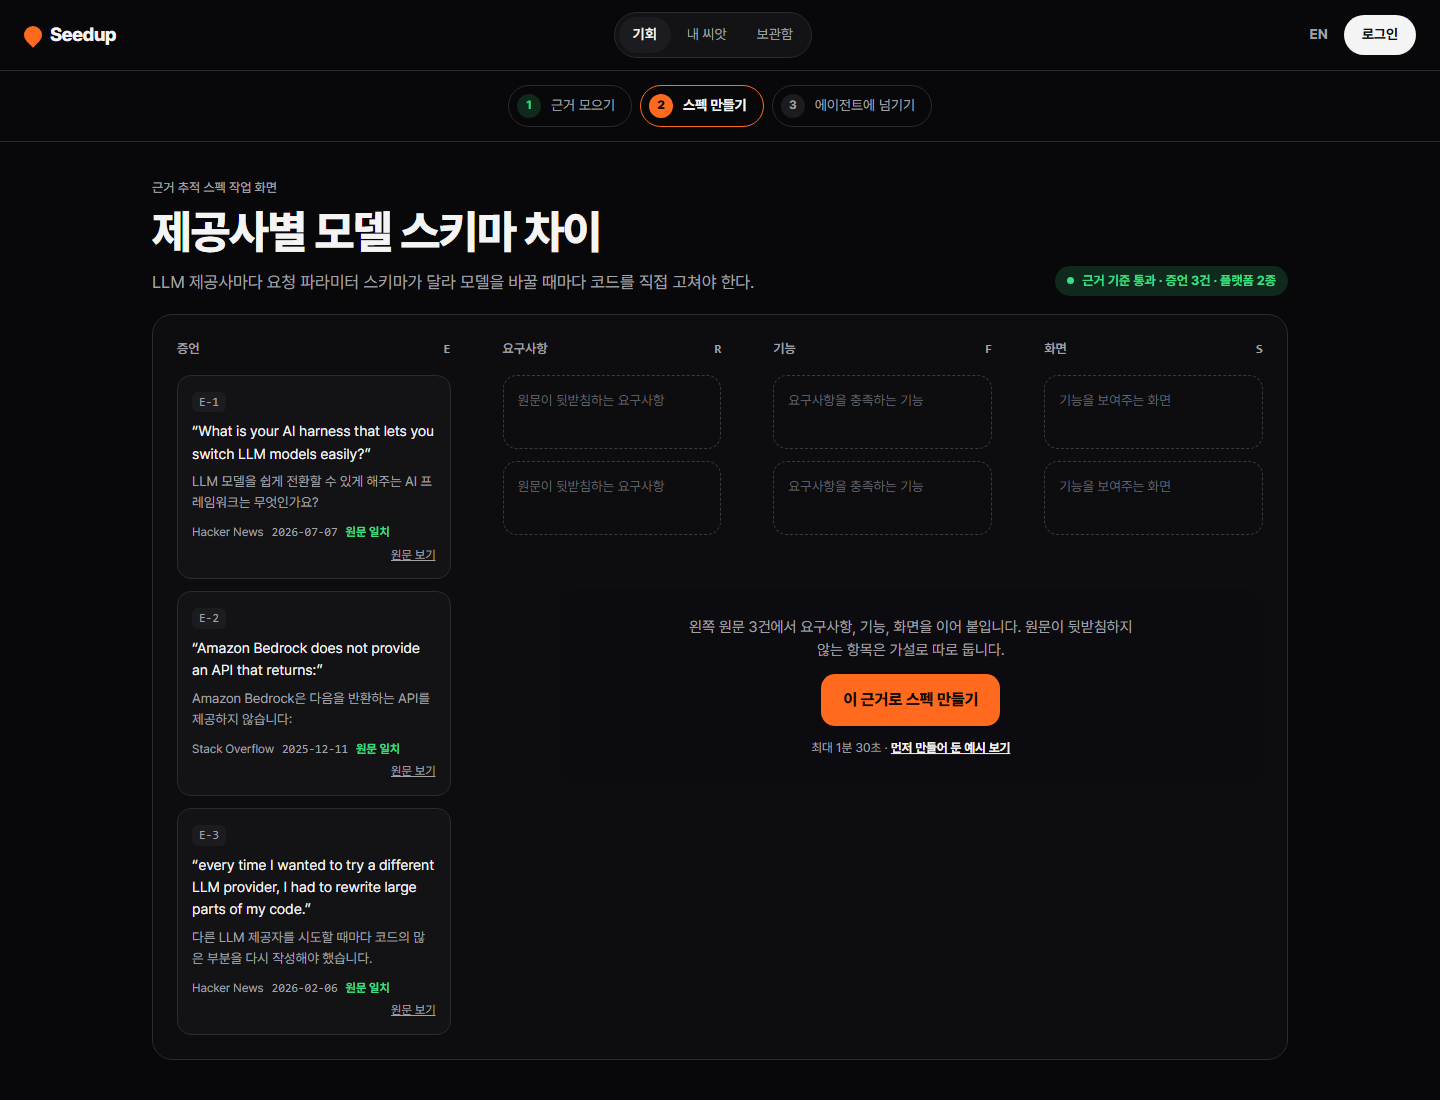 Seedup
기회
내 씨앗
보관함
EN
로그인
1 근거 모으기
2 스펙 만들기
3 에이전트에 넘기기
근거 추적 스펙 작업 화면
제공사별 모델 스키마 차이
LLM 제공사마다 요청 파라미터 스키마가 달라 모델을 바꿀 때마다 코드를 직접 고쳐야 한다.
근거 기준 통과 · 증언 3건 · 플랫폼 2종
증언 E
E-1
“What is your AI harness that lets you
switch LLM models easily?”
LLM 모델을 쉽게 전환할 수 있게 해주는 AI 프
레임워크는 무엇인가요?
Hacker News 2026-07-07 원문 일치
원문 보기
E-2
“Amazon Bedrock does not provide
an API that returns:”
Amazon Bedrock은 다음을 반환하는 API를
제공하지 않습니다:
Stack Overflow 2025-12-11 원문 일치
원문 보기
E-3
“every time I wanted to try a different
LLM provider, I had to rewrite large
parts of my code.”
다른 LLM 제공자를 시도할 때마다 코드의 많
은 부분을 다시 작성해야 했습니다.
Hacker News 2026-02-06 원문 일치
원문 보기
요구사항 R
원문이 뒷받침하는 요구사항
원문이 뒷받침하는 요구사항
기능 F
요구사항을 충족하는 기능
요구사항을 충족하는 기능
화면 S
기능을 보여주는 화면
기능을 보여주는 화면
왼쪽 원문 3건에서 요구사항, 기능, 화면을 이어 붙입니다. 원문이 뒷받침하지
않는 항목은 가설로 따로 둡니다.
이 근거로 스펙 만들기
최대 1분 30초 · 먼저 만들어 둔 예시 보기